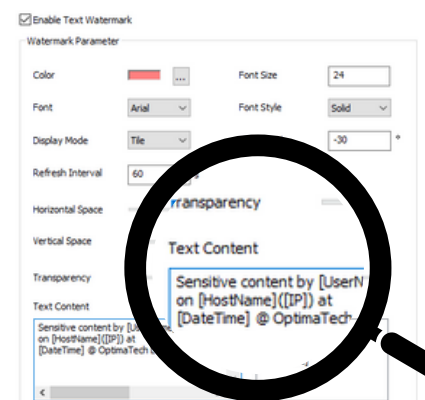 Enable Text Watermark
Watermark Parameter
Color ... Font Size 24
Font Arial Font Style Solid
Display Mode Tile -30 °
Refresh Interval 60
Horizontal Space
Vertical Space
Transparency
Text Content
Sensitive content by
on [HostName]([IP]) at
[DateTime] @ OptimaTech
Transparency
Text Content
Sensitive content by
on [HostName]([IP]) at
[DateTime] @ OptimaTech